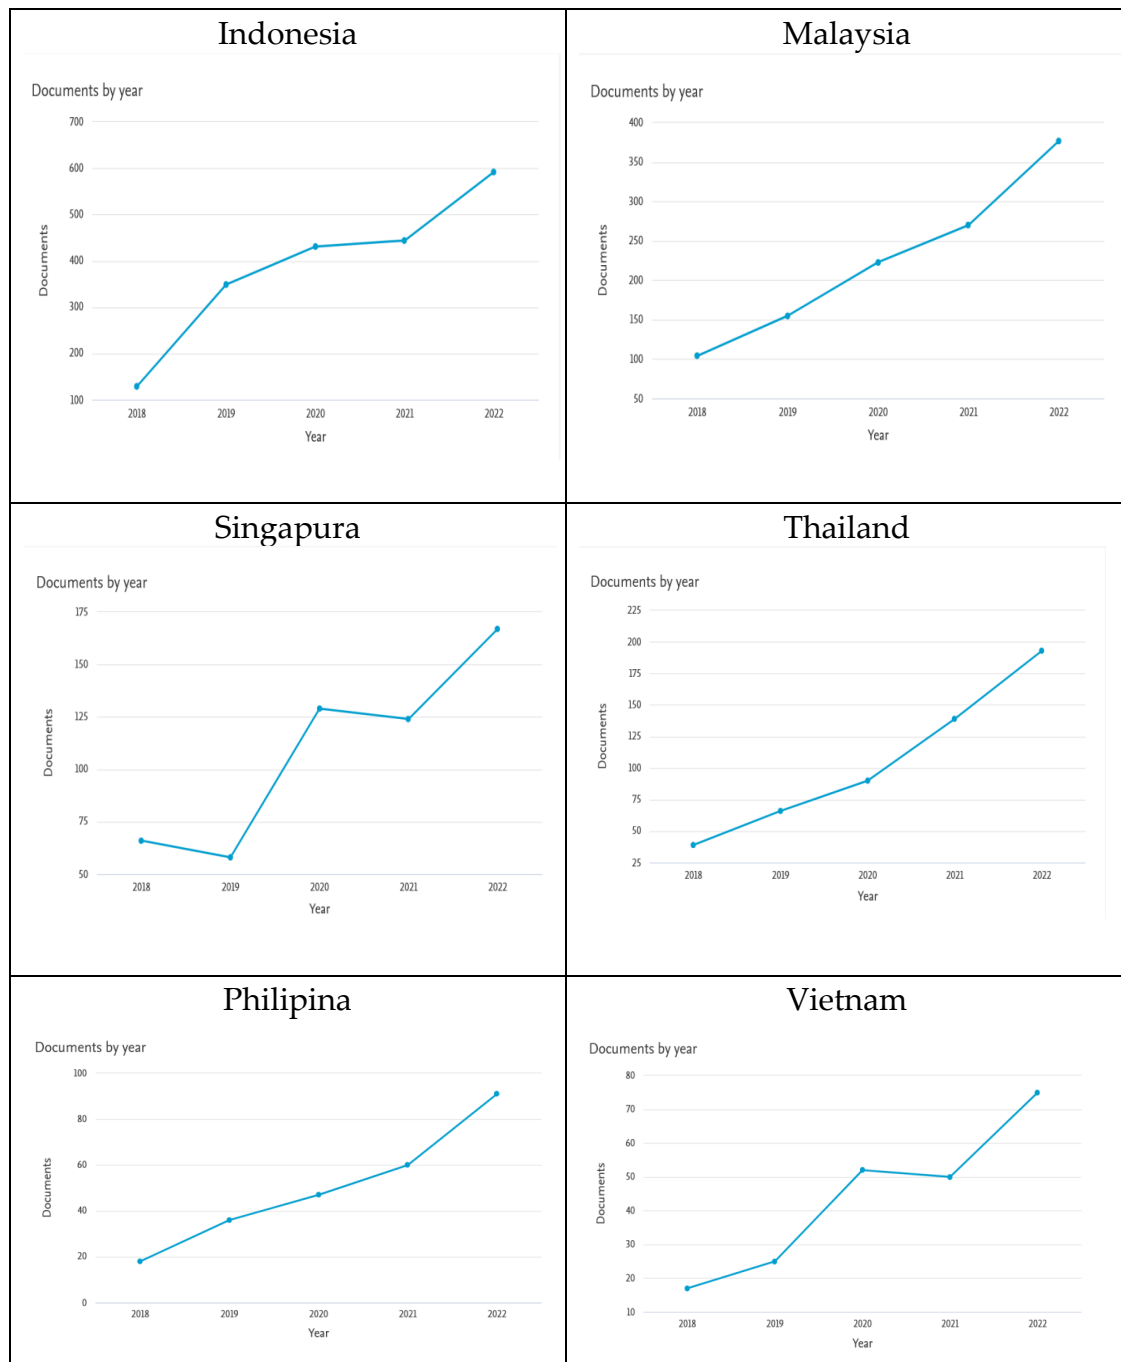 Indonesia
Documents by year
700
600
500
400
300
200
100
Documents
2018 2019 2020 2021 2022
Year
Malaysia
Documents by year
400
350
300
250
200
150
100
50
Documents
2018 2019 2020 2021 2022
Year
Singapura
Documents by year
175
150
125
100
75
50
Documents
2018 2019 2020 2021 2022
Year
Thailand
Documents by year
225
200
175
150
125
100
75
50
25
Documents
2018 2019 2020 2021 2022
Year
Philipina
Documents by year
100
80
60
40
20
0
Documents
2018 2019 2020 2021 2022
Year
Vietnam
Documents by year
80
70
60
50
40
30
20
10
Documents
2018 2019 2020 2021 2022
Year